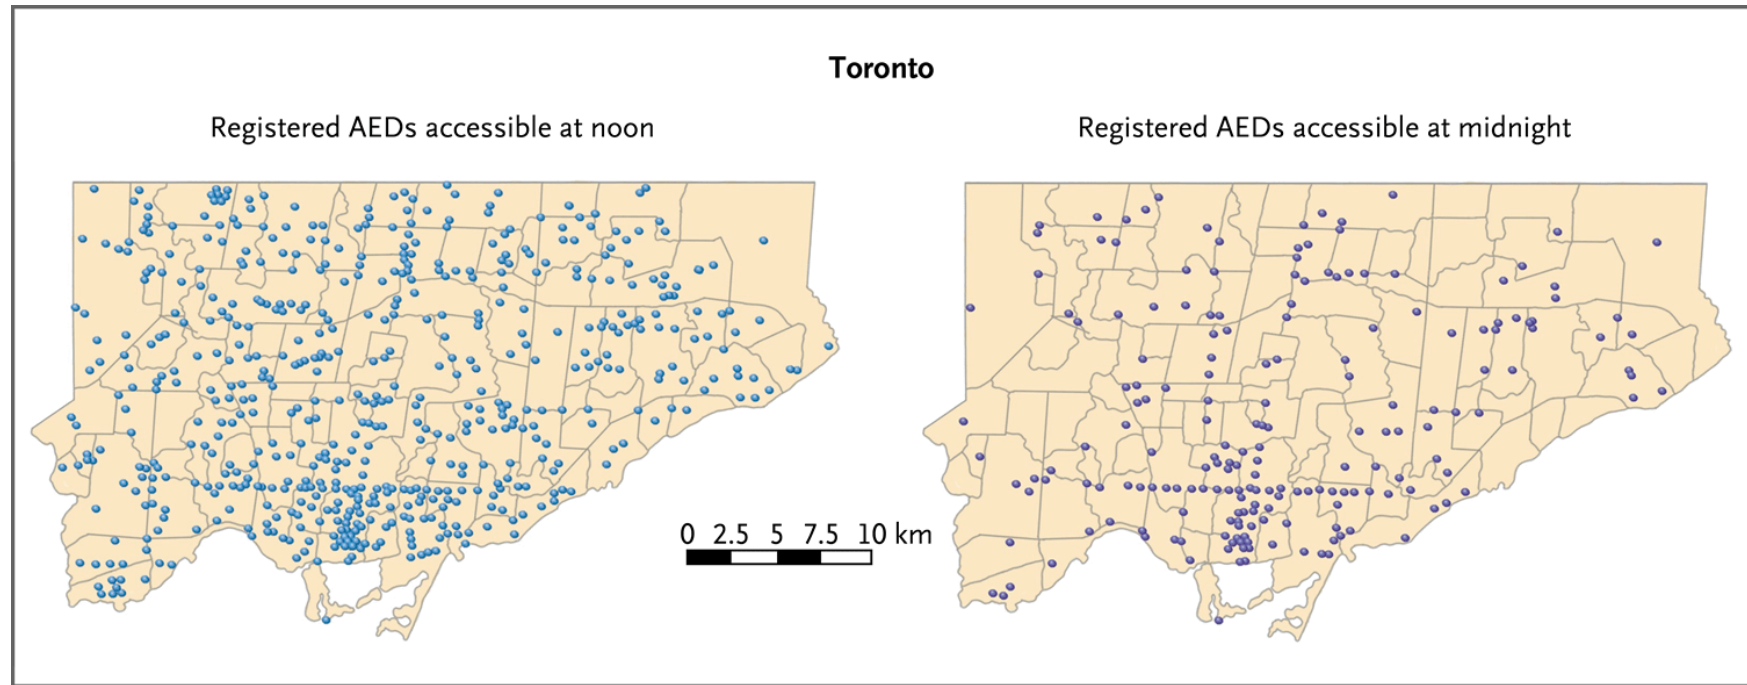 Toronto
Registered AEDs accessible at noon
Registered AEDs accessible at midnight
0 2.5 5 7.5 10 km